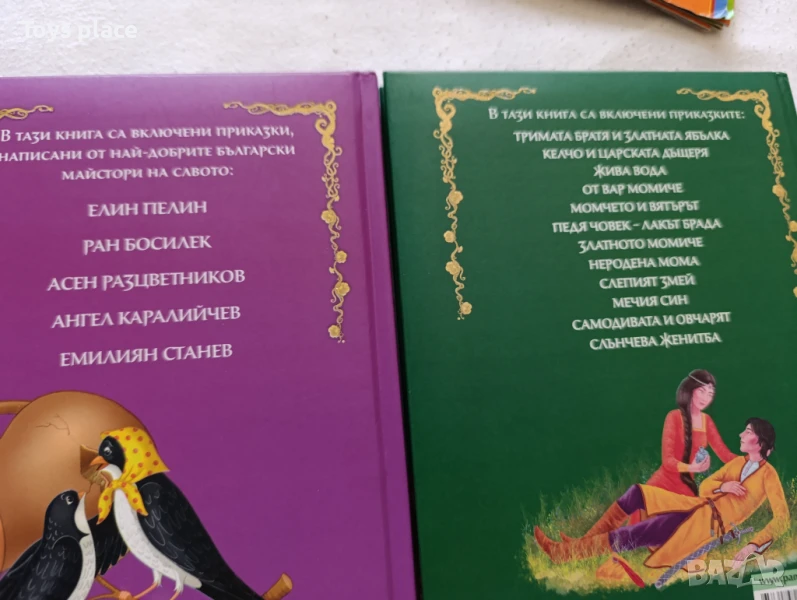 toys place
В ТАЗИ КНИГА СА ВКЛЮЧЕНИ ПРИКАЗКИ,
НАПИСАНИ ОТ НАЙ-ДОБРИТЕ БЪЛГАРСКИ
МАЙСТОРИ НА СЛОВОТО:
ЕЛИН ПЕЛИН
РАН БОСИЛЕК
АСЕН РАЗЦВЕТНИКОВ
АНГЕЛ КАРАЛИЙЧЕВ
ЕМИЛИЯН СТАНЕВ
В ТАЗИ КНИГА СА ВКЛЮЧЕНИ ПРИКАЗКИТЕ:
ТРИМАТА БРАТЯ И ЗЛАТНАТА ЯБЪЛКА
КЕЛЧО И ЦАРСКАТА ДЪЩЕРЯ
ЖИВА ВОДА
ОТ ВАР МОМИЧЕ
МОМЧЕТО И ВЯТЪРЪТ
ПЕДЯ ЧОВЕК – ЛАКЪТ БРАДА
ЗЛАТНОТО МОМИЧЕ
НЕРОДЕНА МОМА
СЛЕПИЯТ ЗМЕЙ
МЕЧИЯ СИН
САМОДИВАТА И ОВЧАРЯТ
СЛЪНЧЕВА ЖЕНИТБА
BAZAR